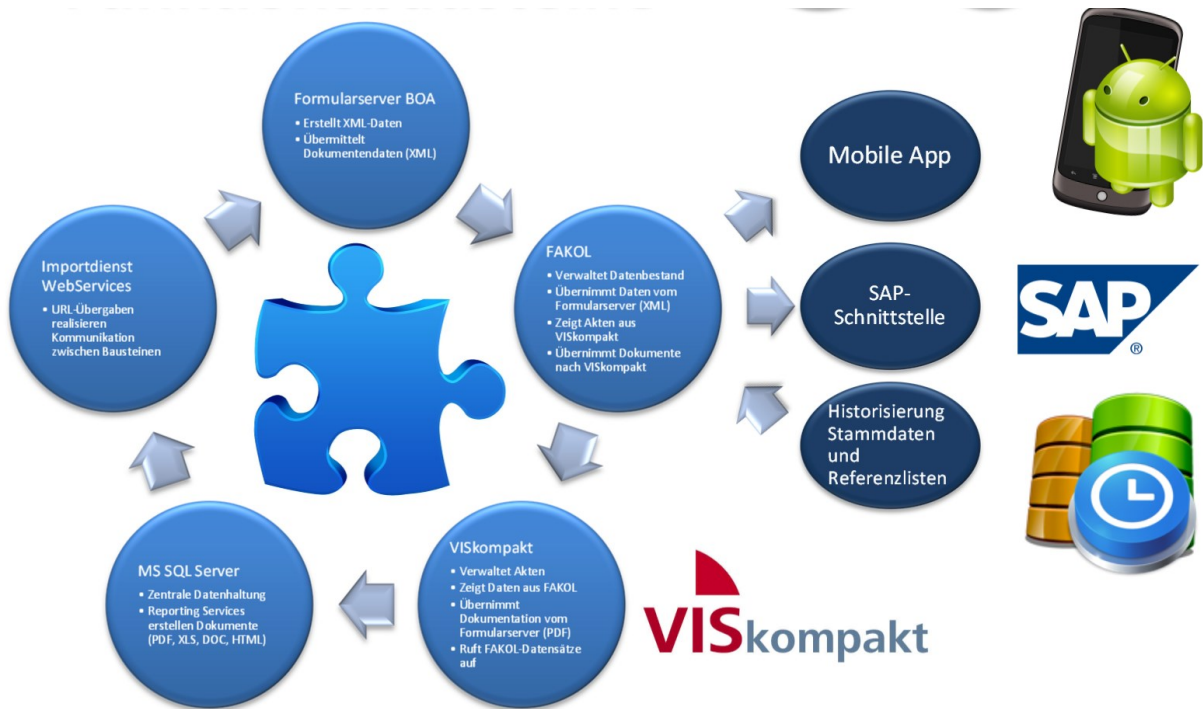 Formularserver BOA
▪ Erstellt XML-Daten
▪ Übermittelt
Dokumentendaten (XML)
Importdienst
WebServices
▪ URL-Übergaben
realisieren
Kommunikation
zwischen Bausteinen
FAKOL
▪ Verwaltet Datenbestand
▪ Übernimmt Daten vom
Formularserver (XML)
▪ Zeigt Akten aus
VISkompakt
▪ Übernimmt Dokumente
nach VISkompakt
Mobile App
SAP-
Schnittstelle
SAP
®
Historisierung
Stammdaten
und
Referenzlisten
MS SQL Server
▪ Zentrale Datenhaltung
▪ Reporting Services
erstellen Dokumente
(PDF, XLS, DOC, HTML)
VISkompakt
▪ Verwaltet Akten
▪ Zeigt Daten aus FAKOL
▪ Übernimmt
Dokumentation vom
Formularserver (PDF)
▪ Ruft FAKOL-Datensätze
auf
VISkompakt